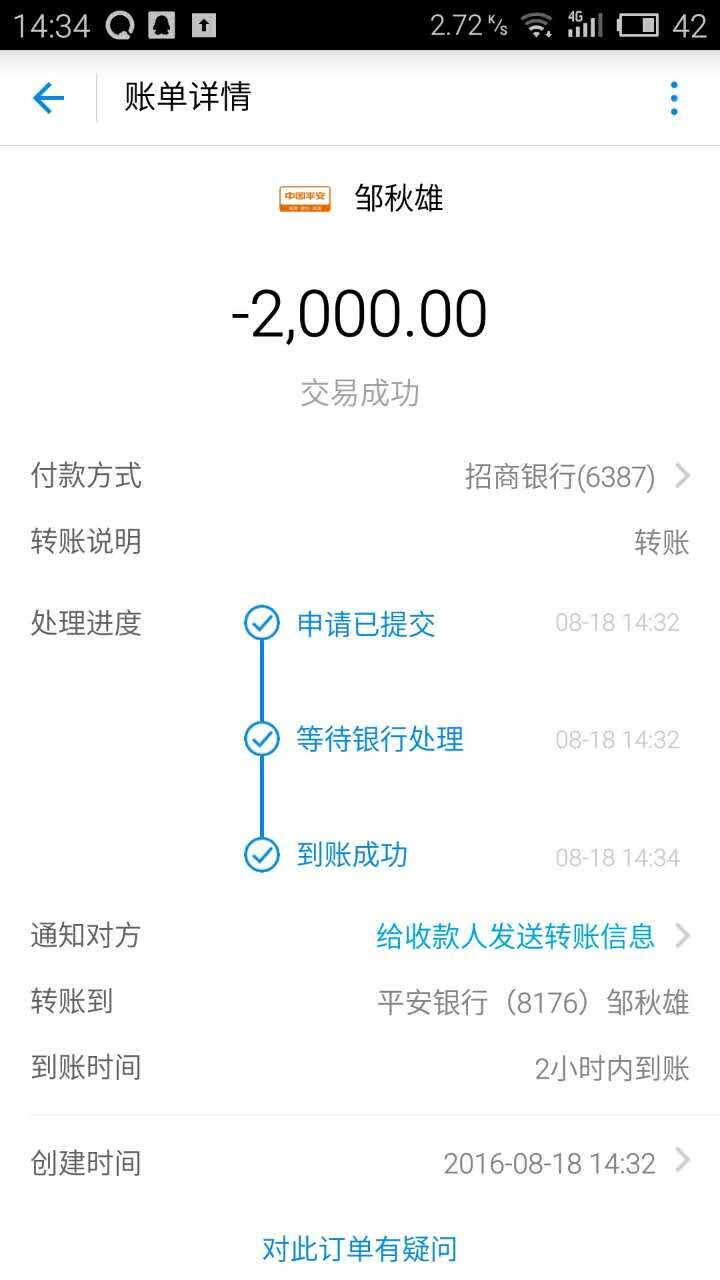 14:34 2.72 K/s 4G 42
账单详情
中国平安 邹秋雄
-2,000.00
交易成功
付款方式 招商银行(6387)
转账说明 转账
处理进度 申请已提交 08-18 14:32
等待银行处理 08-18 14:32
到账成功 08-18 14:34
通知对方 给收款人发送转账信息
转账到 平安银行（8176）邹秋雄
到账时间 2小时内到账
创建时间 2016-08-18 14:32
对此订单有疑问